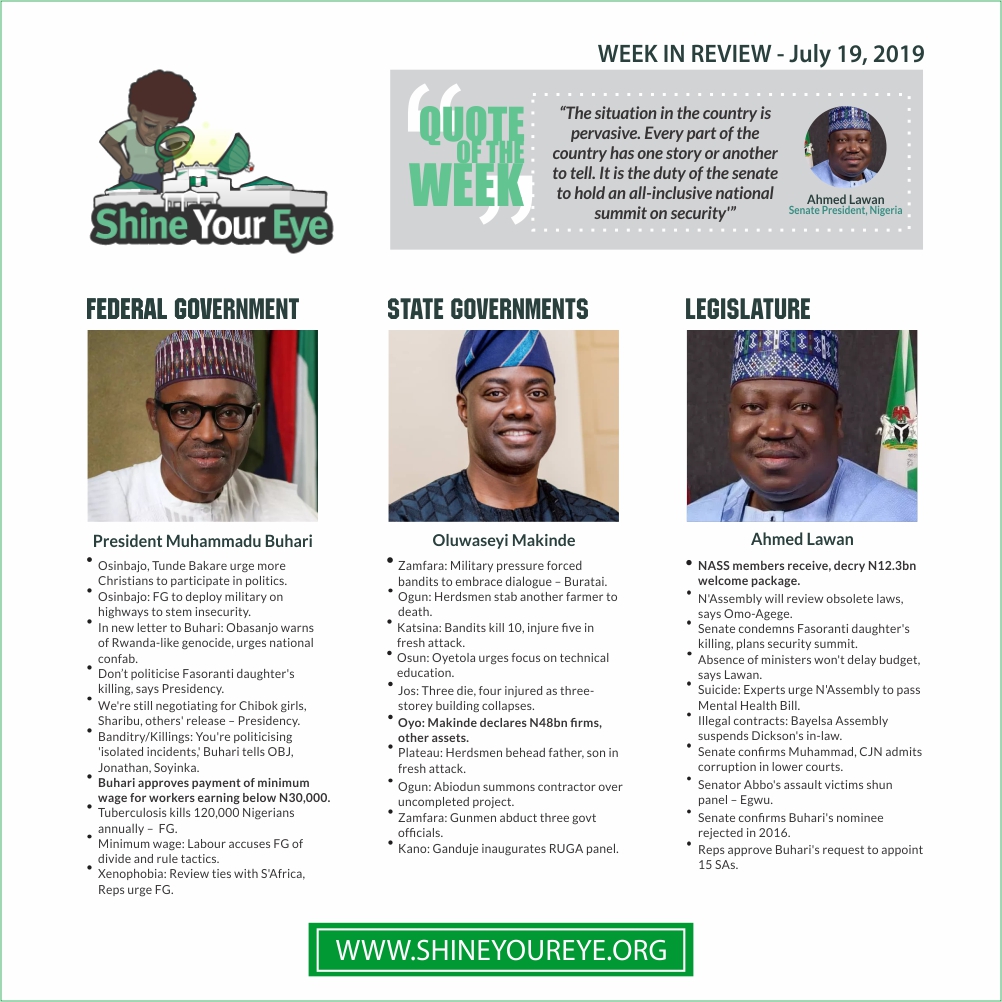 WEEK IN REVIEW - July 19, 2019
Shine Your Eye
QUOTE
OF THE
WEEK
“The situation in the country is
pervasive. Every part of the
country has one story or another
to tell. It is the duty of the senate
to hold an all-inclusive national
summit on security'”
Ahmed Lawan
Senate President, Nigeria
FEDERAL GOVERNMENT
President Muhammadu Buhari
• Osinbajo, Tunde Bakare urge more
Christians to participate in politics.
• Osinbajo: FG to deploy military on
highways to stem insecurity.
• In new letter to Buhari: Obasanjo warns
of Rwanda-like genocide, urges national
confab.
• Don’t politicise Fasoranti daughter's
killing, says Presidency.
• We're still negotiating for Chibok girls,
Sharibu, others' release – Presidency.
• Banditry/Killings: You're politicising
'isolated incidents,' Buhari tells OBJ,
Jonathan, Soyinka.
• Buhari approves payment of minimum
wage for workers earning below N30,000.
• Tuberculosis kills 120,000 Nigerians
annually – FG.
• Minimum wage: Labour accuses FG of
divide and rule tactics.
• Xenophobia: Review ties with S'Africa,
Reps urge FG.
STATE GOVERNMENTS
Oluwaseyi Makinde
• Zamfara: Military pressure forced
bandits to embrace dialogue – Buratai.
• Ogun: Herdsmen stab another farmer to
death.
• Katsina: Bandits kill 10, injure five in
fresh attack.
• Osun: Oyetola urges focus on technical
education.
• Jos: Three die, four injured as three-
storey building collapses.
• Oyo: Makinde declares N48bn firms,
other assets.
• Plateau: Herdsmen behead father, son in
fresh attack.
• Ogun: Abiodun summons contractor over
uncompleted project.
• Zamfara: Gunmen abduct three govt
officials.
• Kano: Ganduje inaugurates RUGA panel.
LEGISLATURE
Ahmed Lawan
• NASS members receive, decry N12.3bn
welcome package.
• N'Assembly will review obsolete laws,
says Omo-Agege.
• Senate condemns Fasoranti daughter's
killing, plans security summit.
• Absence of ministers won't delay budget,
says Lawan.
• Suicide: Experts urge N'Assembly to pass
Mental Health Bill.
• Illegal contracts: Bayelsa Assembly
suspends Dickson's in-law.
• Senate confirms Muhammad, CJN admits
corruption in lower courts.
• Senator Abbo's assault victims shun
panel – Egwu.
• Senate confirms Buhari's nominee
rejected in 2016.
• Reps approve Buhari's request to appoint
15 SAs.
WWW.SHINEYOUREYE.ORG